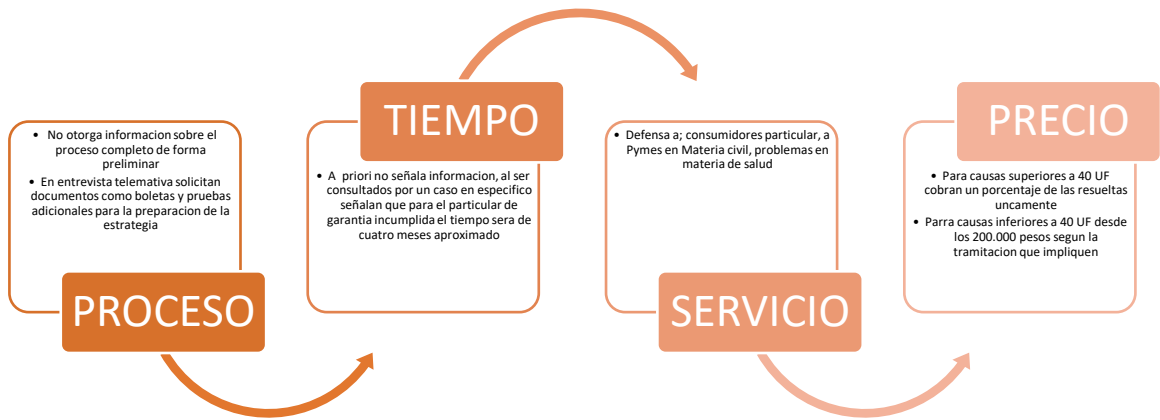 • No otorga informacion sobre el
proceso completo de forma
preliminar
• En entrevista telemativa solicitan
documentos como boletas y pruebas
adicionales para la preparacion de la
estrategia
PROCESO
TIEMPO
• A priori no señala informacion, al ser
consultados por un caso en especifico
señalan que para el particular de
garantia incumplida el tiempo sera de
cuatro meses aproximado
• Defensa a; consumidores particular, a
Pymes en Materia civil, problemas en
materia de salud
SERVICIO
PRECIO
• Para causas superiores a 40 UF
cobran un porcentaje de las resueltas
uncamente
• Parra causas inferiores a 40 UF desde
los 200.000 pesos segun la
tramitacion que impliquen